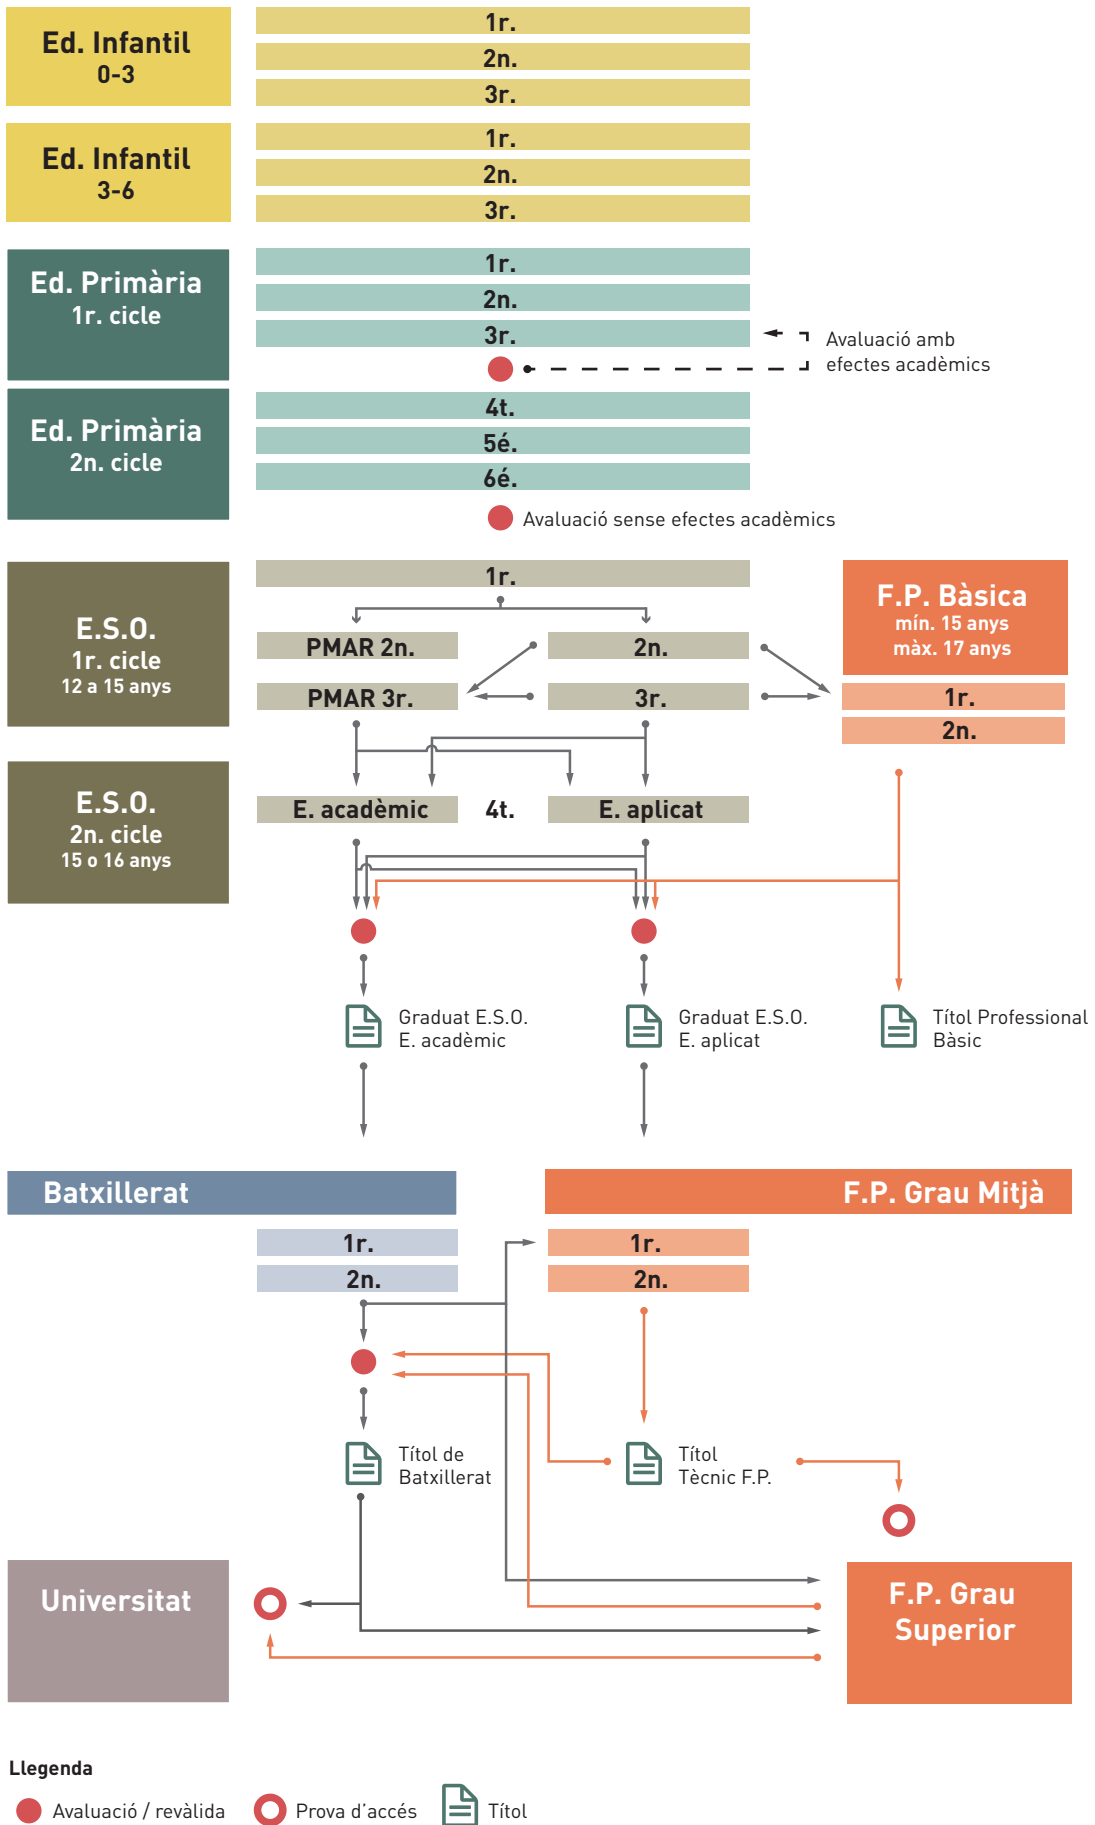 Ed. Infantil
0-3
1r.
2n.
3r.
Ed. Infantil
3-6
1r.
2n.
3r.
Ed. Primària
1r. cicle
1r.
2n.
3r.
Avaluació amb
efectes acadèmics
Ed. Primària
2n. cicle
4t.
5é.
6é.
Avaluació sense efectes acadèmics
E.S.O.
1r. cicle
12 a 15 anys
1r.
PMAR 2n.
2n.
PMAR 3r.
3r.
F.P. Bàsica
mín. 15 anys
màx. 17 anys
1r.
2n.
E.S.O.
2n. cicle
15 o 16 anys
E. acadèmic
4t.
E. aplicat
Graduat E.S.O.
E. acadèmic
Graduat E.S.O.
E. aplicat
Títol Professional
Bàsic
Batxillerat
F.P. Grau Mitjà
1r.
2n.
1r.
2n.
Títol de
Batxillerat
Títol
Tècnic F.P.
Universitat
F.P. Grau
Superior
Llegenda
Avaluació / revàlida
Prova d'accés
Títol